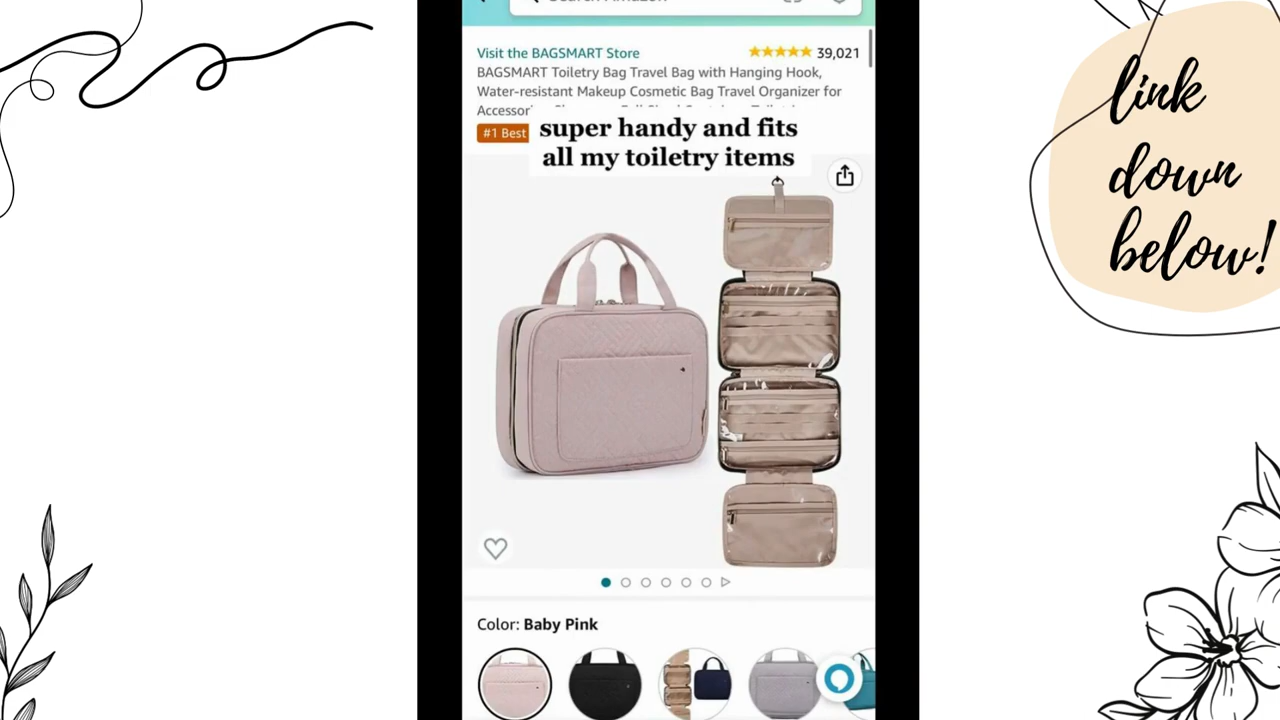 Visit the BAGSMART Store
39,021
BAGSMART Toiletry Bag Travel Bag with Hanging Hook,
Water-resistant Makeup Cosmetic Bag Travel Organizer for
#1 Best
super handy and fits
all my toiletry items
Color: Baby Pink
link
down
below!